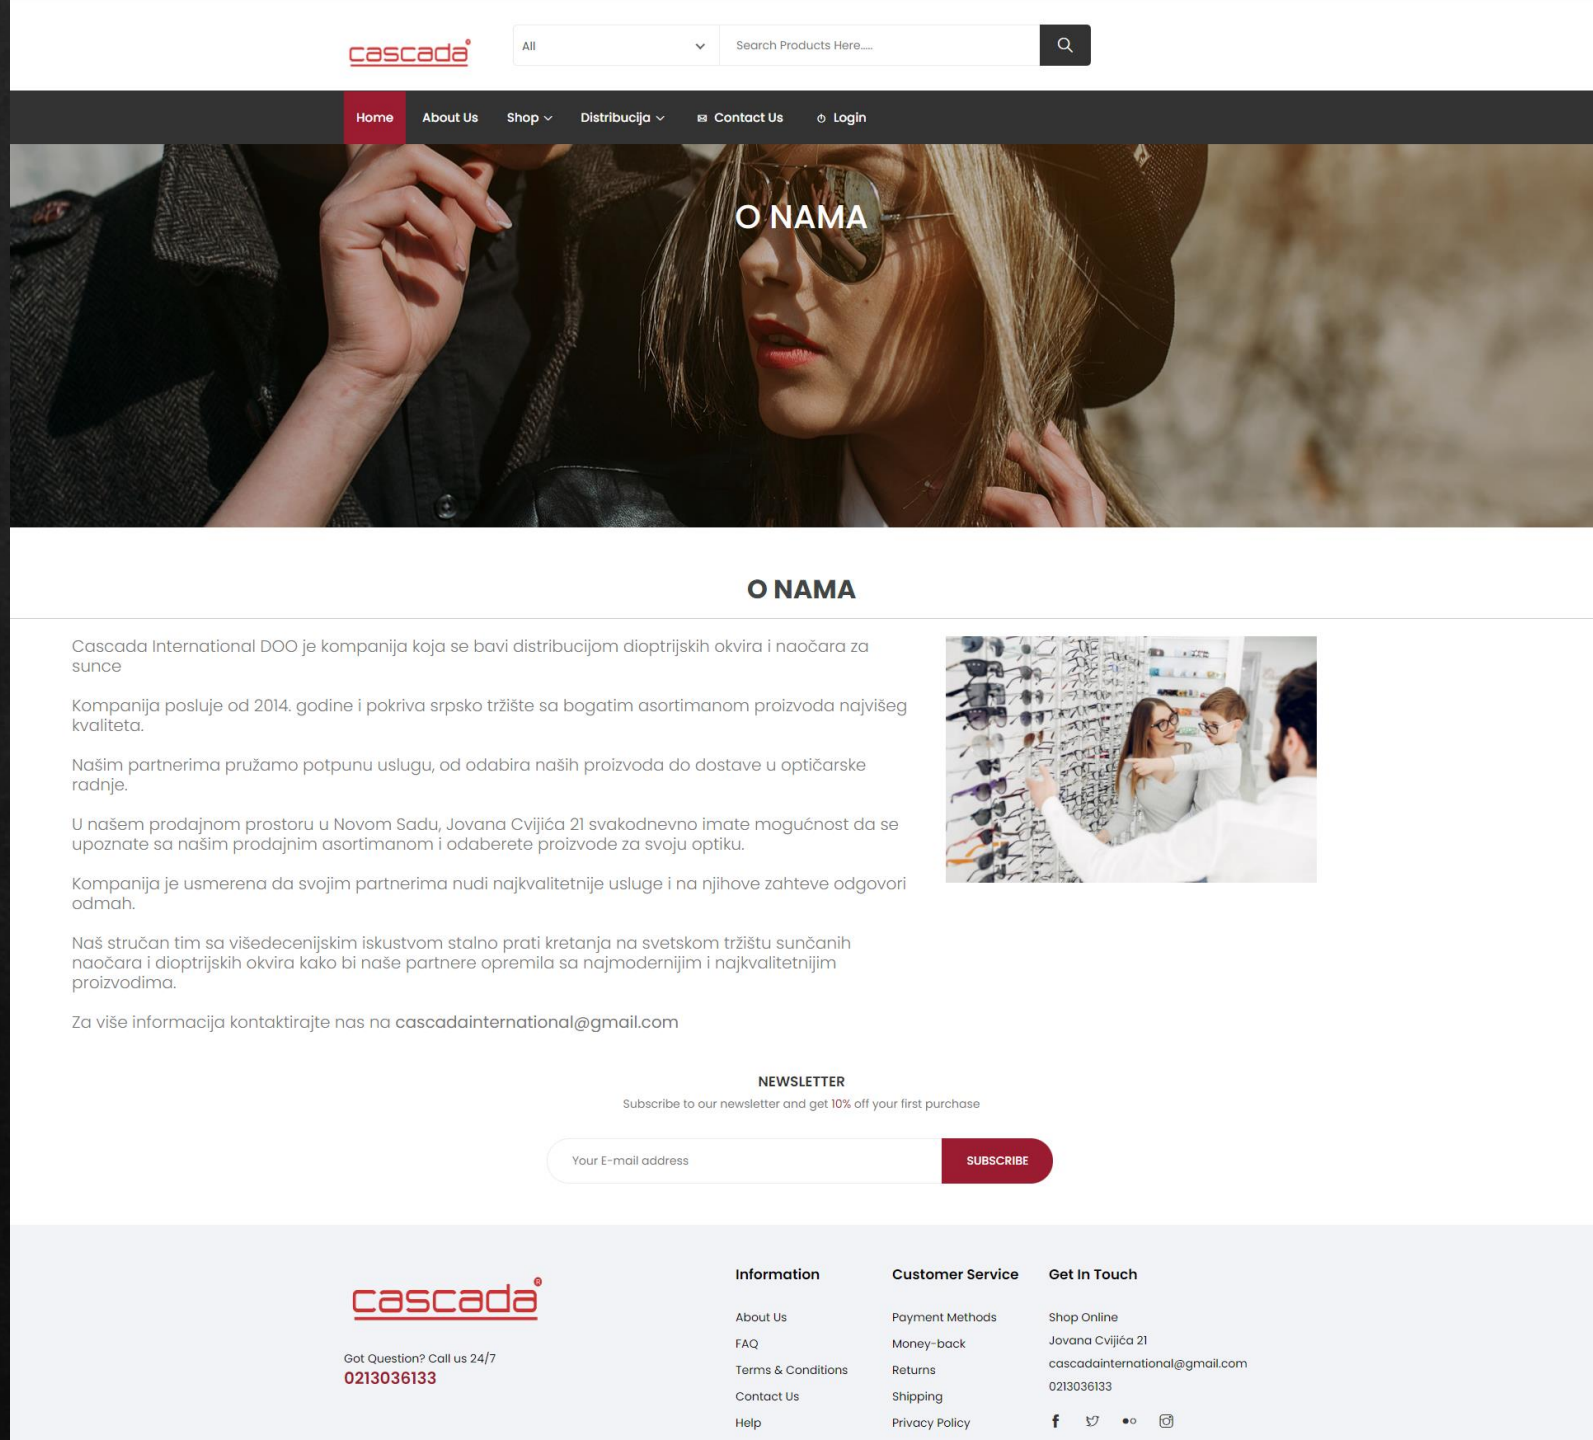 cascada
All
Search Products Here.....
Home
About Us
Shop
Distribucija
Contact Us
Login
O NAMA
O NAMA
Cascada International DOO je kompanija koja se bavi distribucijom dioptrijskih okvira i naočara za
sunce
Kompanija posluje od 2014. godine i pokriva srpsko tržište sa bogatim asortimanom proizvoda najvišeg
kvaliteta.
Našim partnerima pružamo potpunu uslugu, od odabira naših proizvoda do dostave u optičarske
radnje.
U našem prodajnom prostoru u Novom Sadu, Jovana Cvijića 21 svakodnevno imate mogućnost da se
upoznate sa našim prodajnim asortimanom i odaberete proizvode za svoju optiku.
Kompanija je usmerena da svojim partnerima nudi najkvalitetnije usluge i na njihove zahteve odgovori
odmah.
Naš stručan tim sa višedecenijskim iskustvom stalno prati kretanja na svetskom tržištu sunčanih
naočara i dioptrijskih okvira kako bi naše partnere opremila sa najmodernijim i najkvalitetnijim
proizvodima.
Za više informacija kontaktirajte nas na cascadainternational@gmail.com
NEWSLETTER
Subscribe to our newsletter and get 10% off your first purchase
Your E-mail address
SUBSCRIBE
cascada®
Got Question? Call us 24/7
0213036133
Information
About Us
FAQ
Terms & Conditions
Contact Us
Help
Customer Service
Payment Methods
Money-back
Returns
Shipping
Privacy Policy
Get In Touch
Shop Online
Jovana Cvijića 21
cascadainternational@gmail.com
0213036133